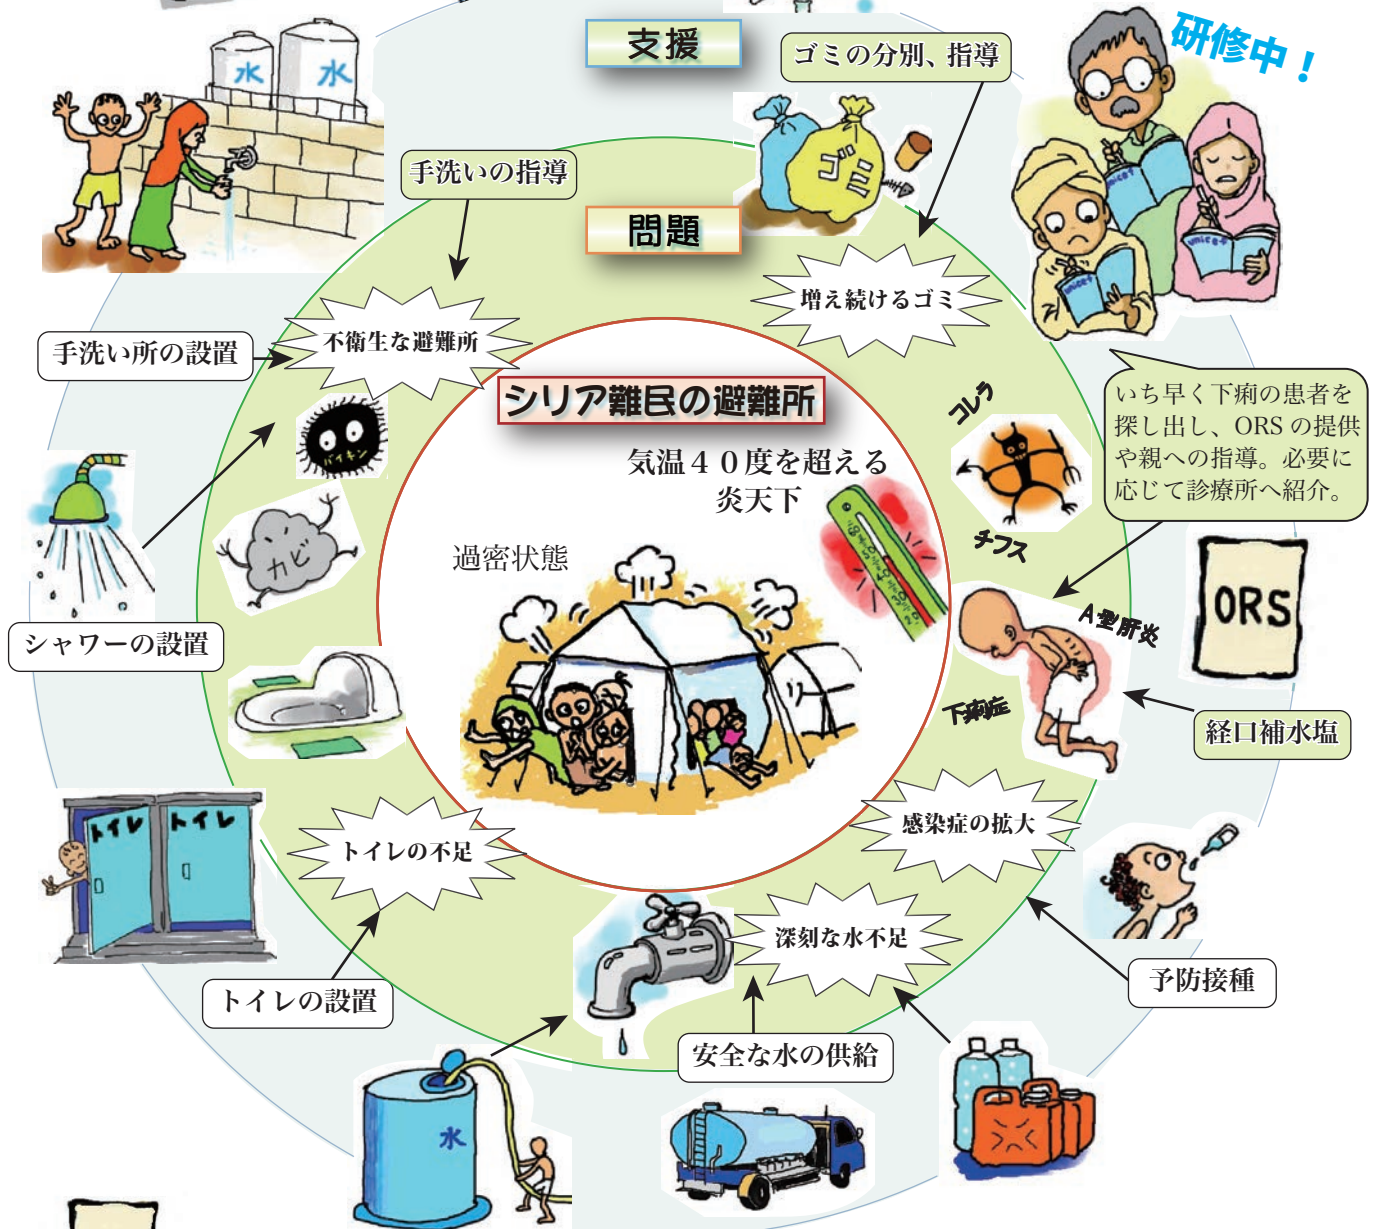 支援
ゴミの分別、指導
研修中！
水
水
手洗いの指導
ゴミ
問題
unicef
unicef
unicef
増え続けるゴミ
不衛生な避難所
手洗い所の設置
シリア難民の避難所
いち早く下痢の患者を
探し出し、ORS の提供
や親への指導。必要に
応じて診療所へ紹介。
コレラ
バイキン
気温４０度を超える
炎天下
カビ
チフス
過密状態
ORS
A型肝炎
シャワーの設置
下痢症
経口補水塩
トイレ
トイレ
感染症の拡大
トイレの不足
深刻な水不足
予防接種
トイレの設置
安全な水の供給
水